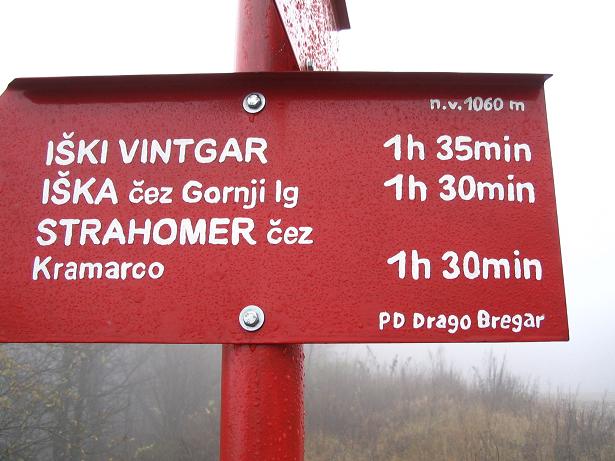 n.v. 1060 m
IŠKI VINTGAR 1h 35min
IŠKA čez Gornji Ig 1h 30min
STRAHOMER čez
Kramarco 1h 30min
PD Drago Bregar